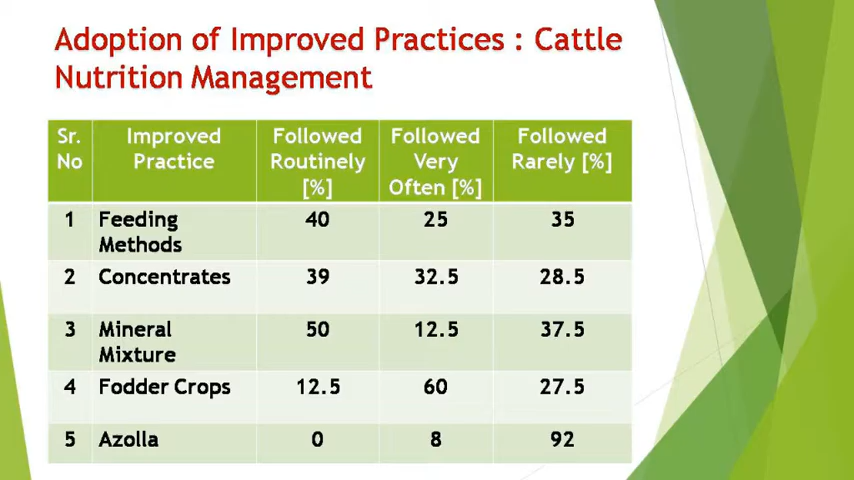 Adoption of Improved Practices : Cattle
Nutrition Management
Sr. No | Improved Practice | Followed Routinely [%] | Followed Very Often [%] | Followed Rarely [%]
1 | Feeding Methods | 40 | 25 | 35
2 | Concentrates | 39 | 32.5 | 28.5
3 | Mineral Mixture | 50 | 12.5 | 37.5
4 | Fodder Crops | 12.5 | 60 | 27.5
5 | Azolla | 0 | 8 | 92